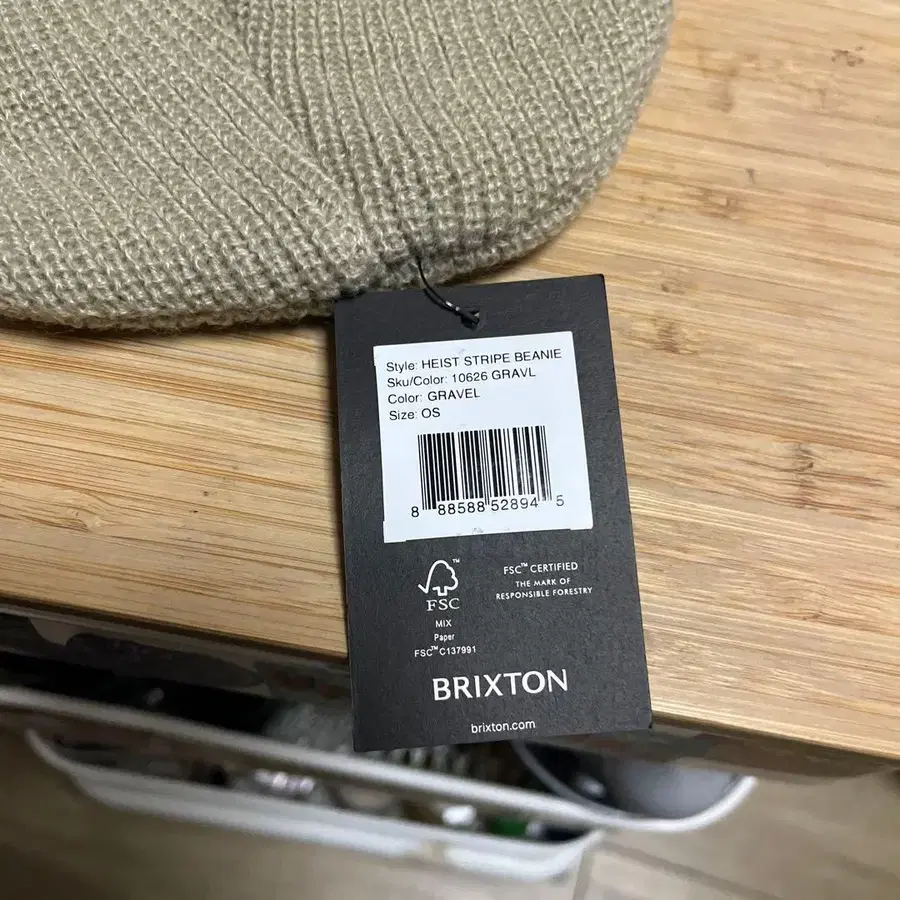 Style: HEIST STRIPE BEANIE
Sku/Color: 10626 GRAVL
Color: GRAVEL
Size: OS
8 88588 52894 5
FSC™ CERTIFIED
THE MARK OF
RESPONSIBLE FORESTRY
™
FSC
MIX
Paper
FSC™ C137991
BRIXTON
brixton.com